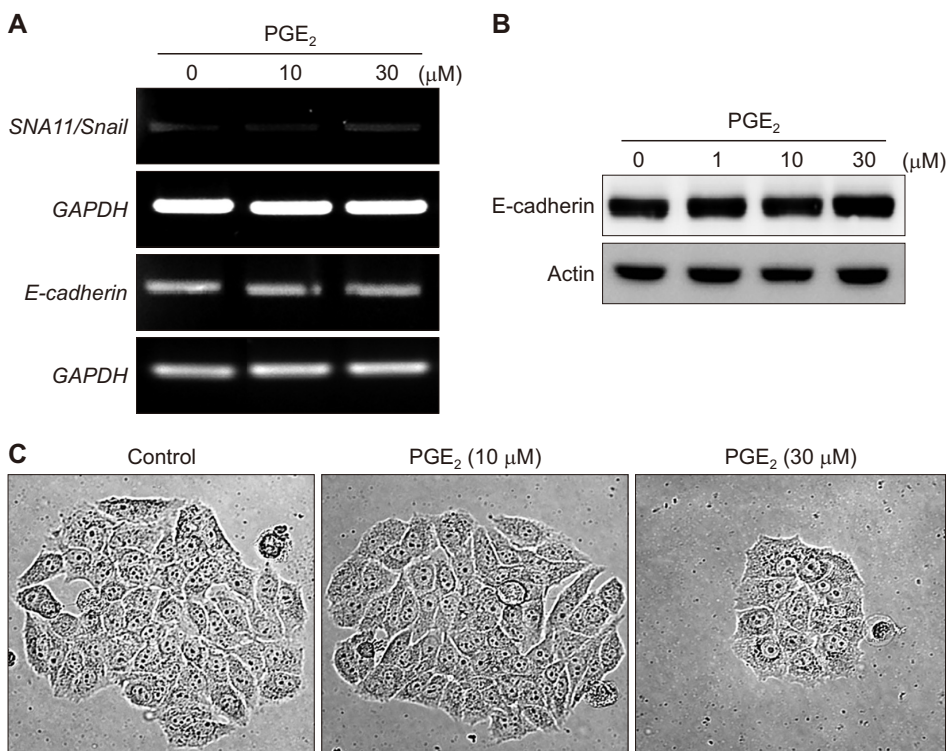 A
PGE₂
0 10 30 (μM)
SNA11/Snail
GAPDH
E-cadherin
GAPDH
B
PGE₂
0 1 10 30 (μM)
E-cadherin
Actin
C
Control PGE₂ (10 μM) PGE₂ (30 μM)